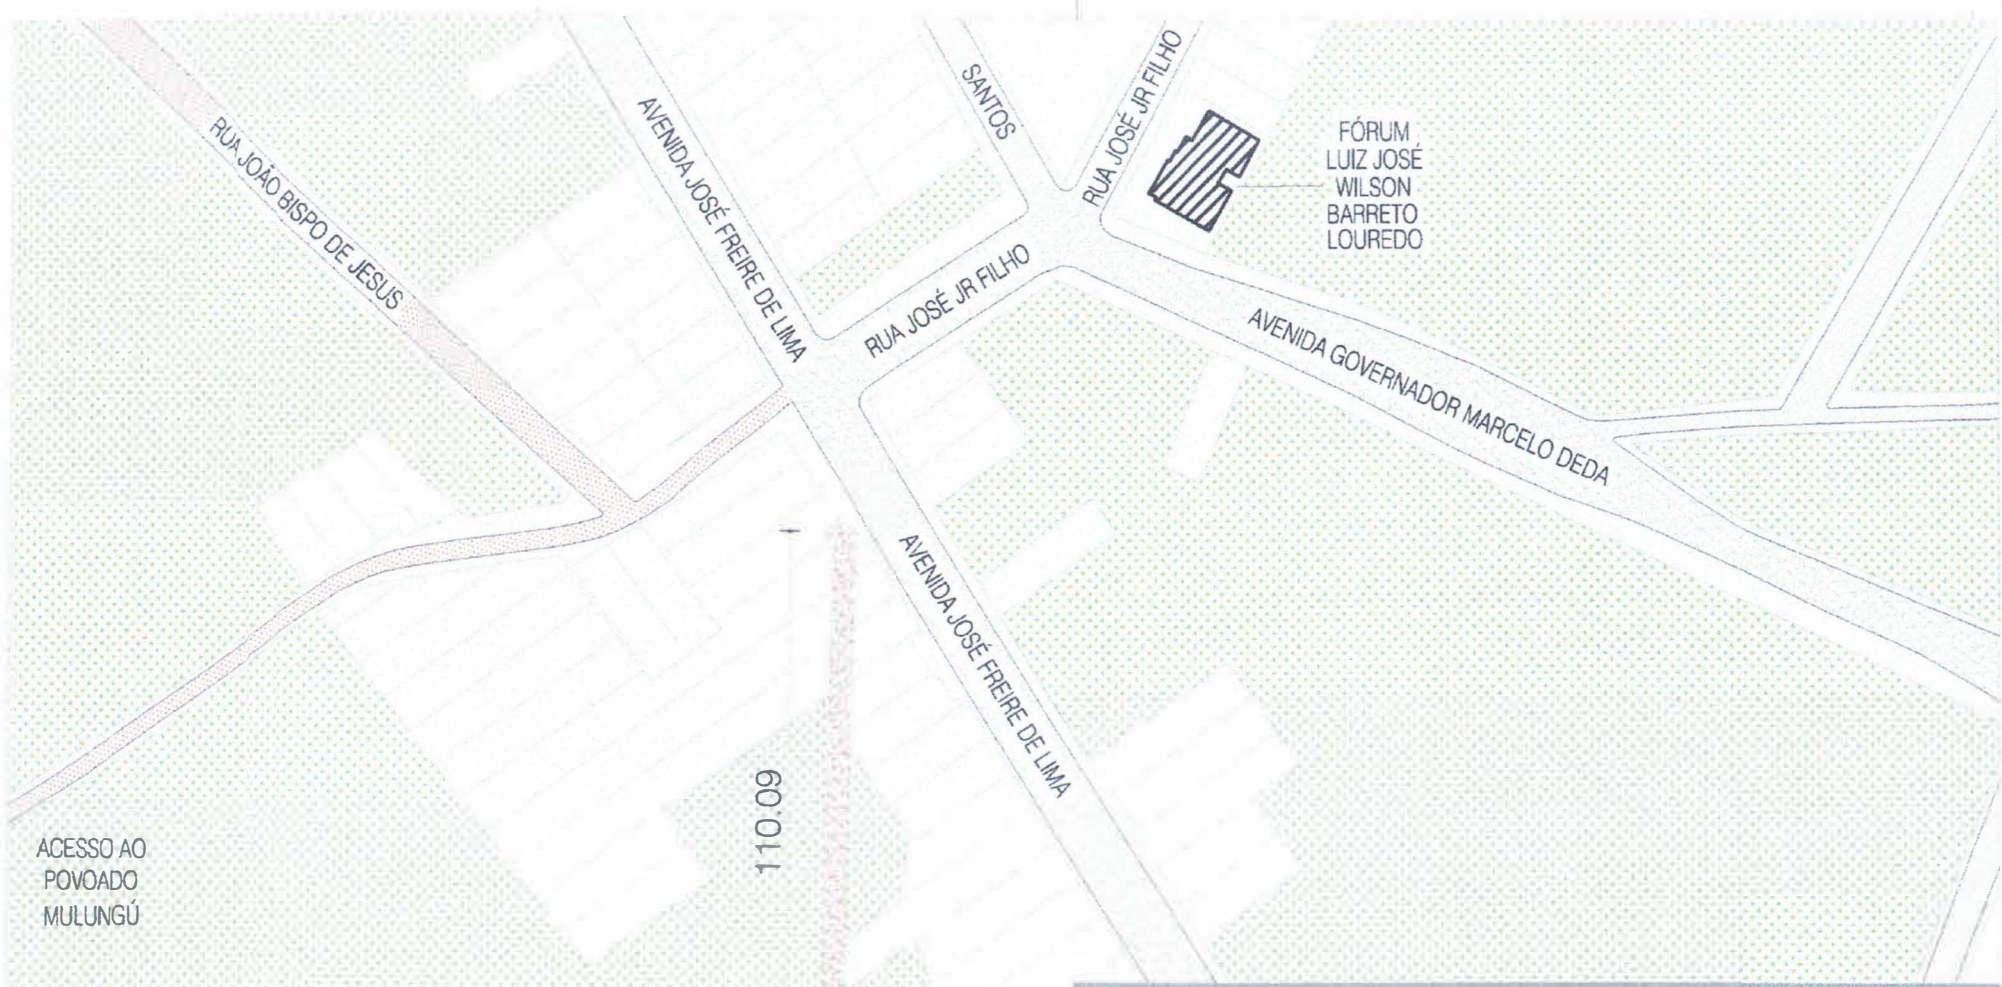 RUA JOÃO BISPO DE JESUS
AVENIDA JOSÉ FREIRE DE LIMA
SANTOS
RUA JOSÉ JR FILHO
FÓRUM
LUIZ JOSÉ
WILSON
BARRETO
LOUREDO
RUA JOSÉ JR FILHO
AVENIDA GOVERNADOR MARCELO DEDA
AVENIDA JOSÉ FREIRE DE LIMA
110.09
ACESSO AO
POVOADO
MULUNGÚ